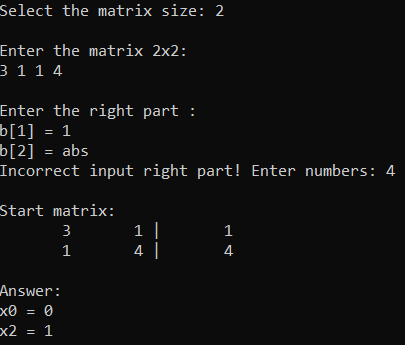 Select the matrix size: 2
Enter the matrix 2x2:
3 1 1 4
Enter the right part :
b[1] = 1
b[2] = abs
Incorrect input right part! Enter numbers: 4
Start matrix:
3 1 | 1
1 4 | 4
Answer:
x0 = 0
x2 = 1